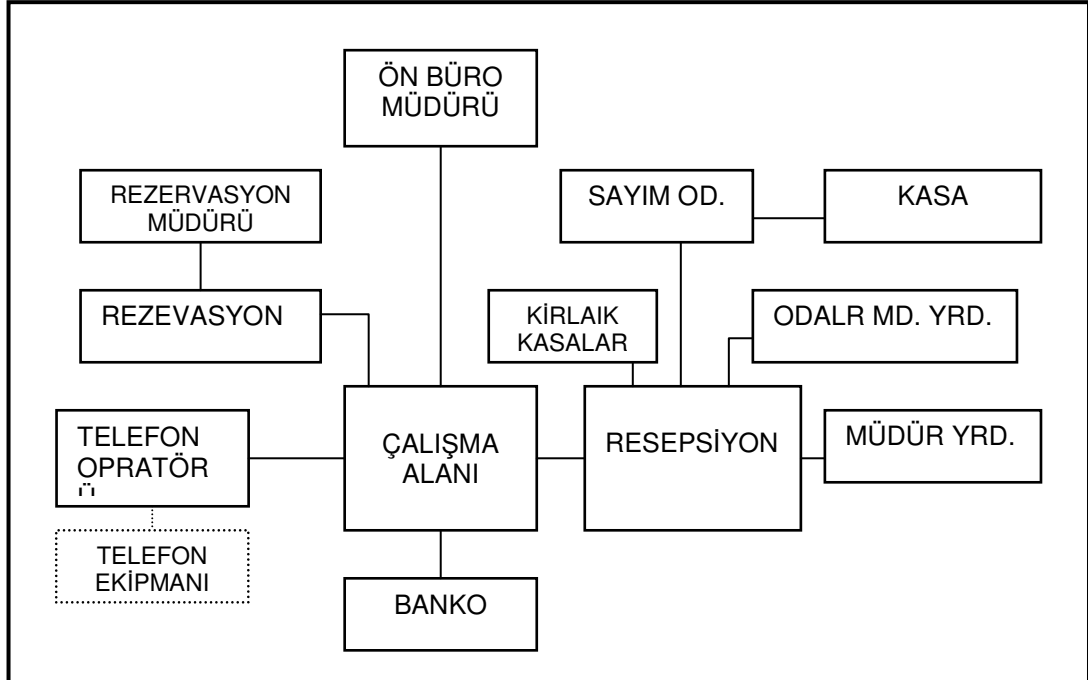 ÖN BÜRO
MÜDÜRÜ
REZERVASYON
MÜDÜRÜ
SAYIM OD.
KASA
REZEVASYON
KİRLAIK
KASALAR
ODALR MD. YRD.
TELEFON
OPRATÖR
Ü
ÇALIŞMA
ALANI
RESEPSİYON
MÜDÜR YRD.
TELEFON
EKİPMANI
BANKO